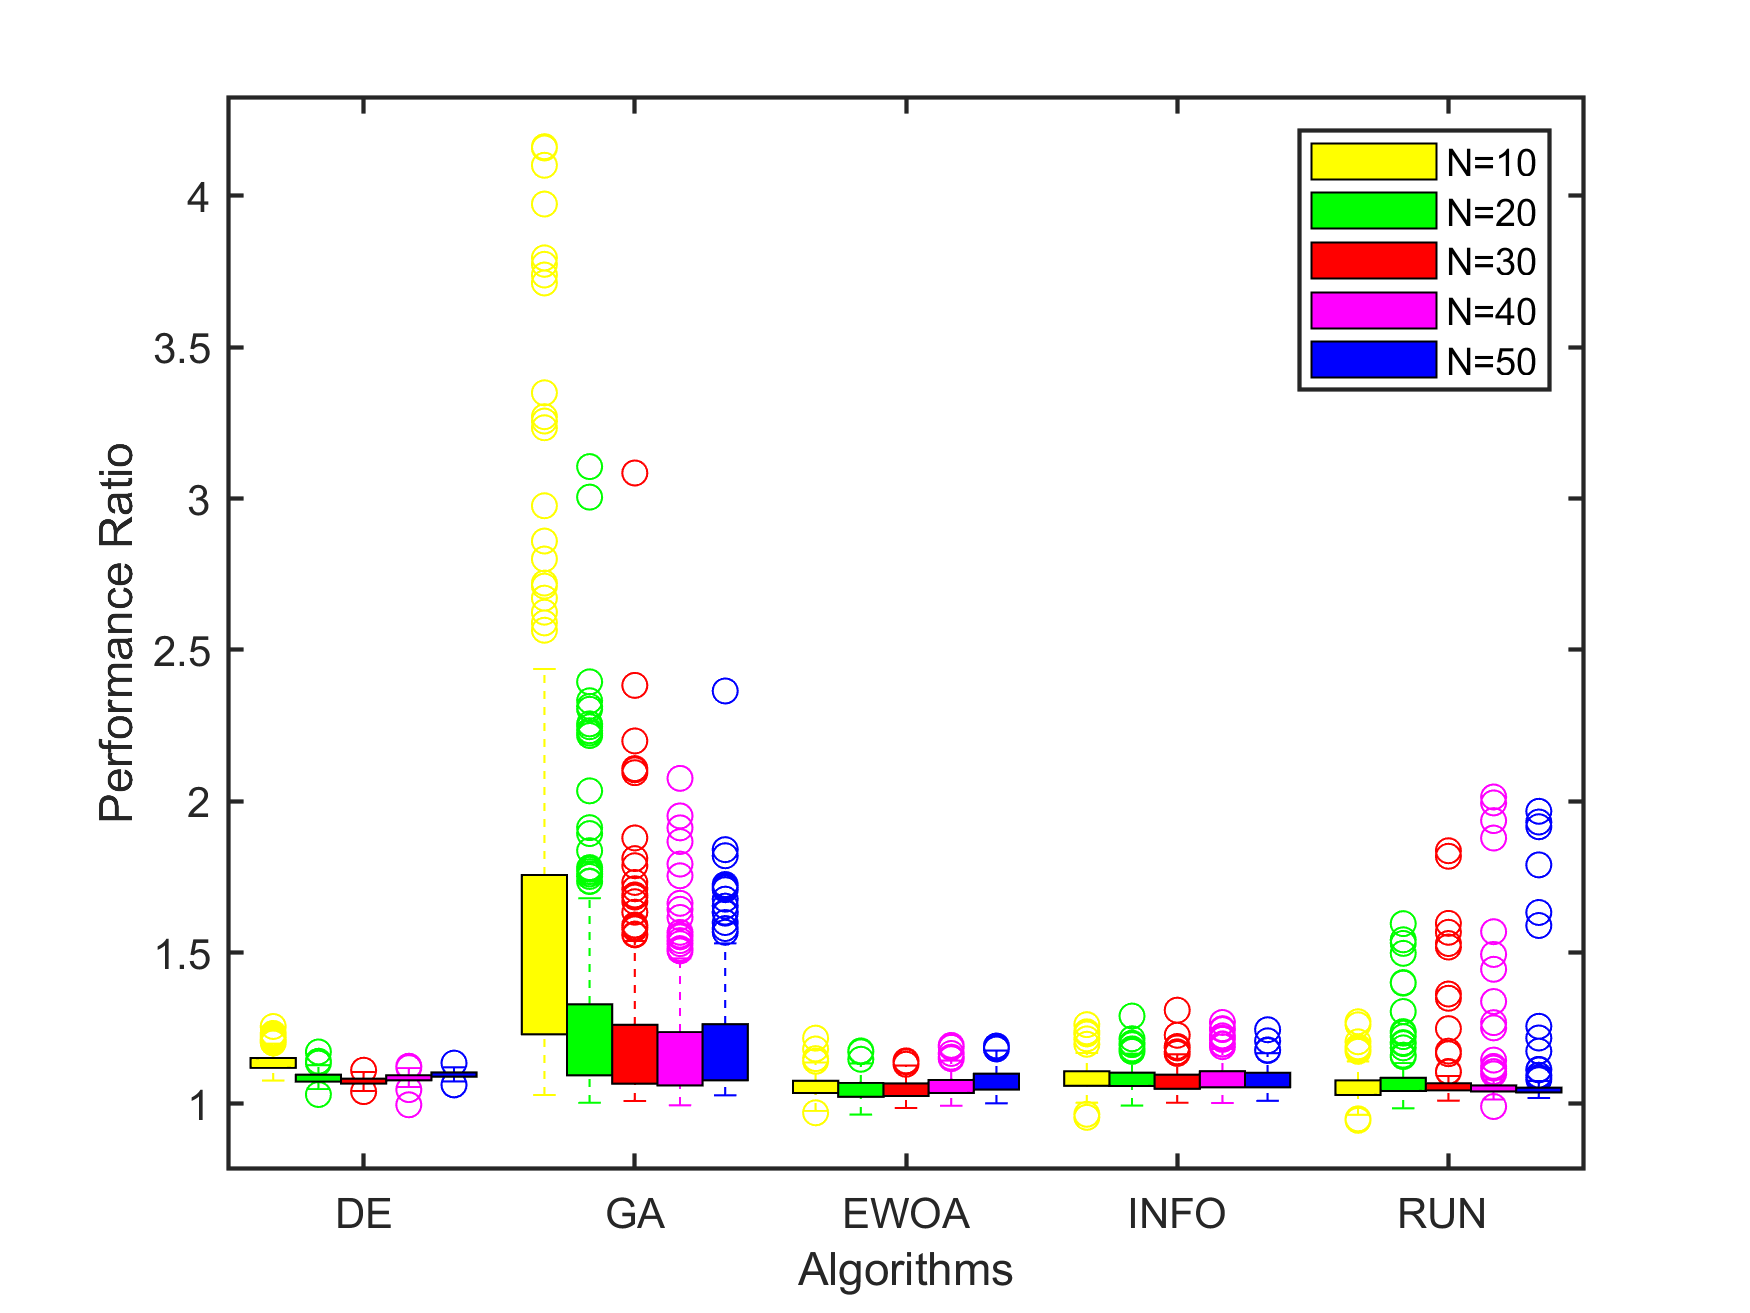 N=10
N=20
N=30
N=40
N=50
4
3.5
3
2.5
2
1.5
1
Performance Ratio
DE GA EWOA INFO RUN
Algorithms